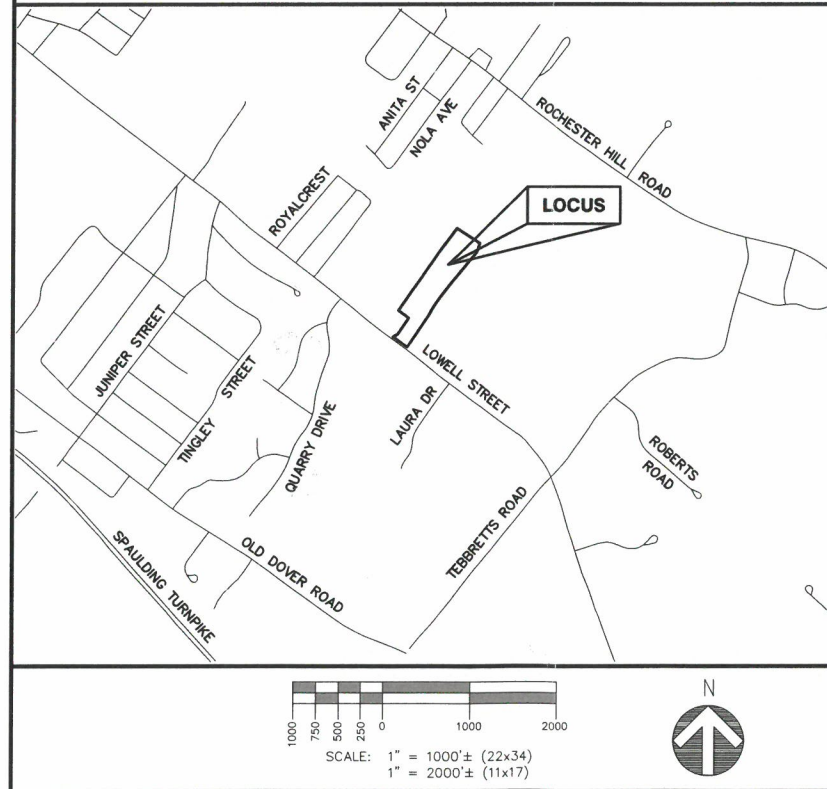 ANITA ST
NOLA AVE
ROCHESTER HILL ROAD
ROYALCREST
LOCUS
JUNIPER STREET
TINGLEY STREET
QUARRY DRIVE
LAURA DR
LOWELL STREET
ROBERTS
ROAD
TEBBRETTS ROAD
OLD DOVER ROAD
SPAULDING TURNPIKE
1000 750 500 250 0 1000 2000
SCALE: 1" = 1000'± (22x34)
1" = 2000'± (11x17)
N